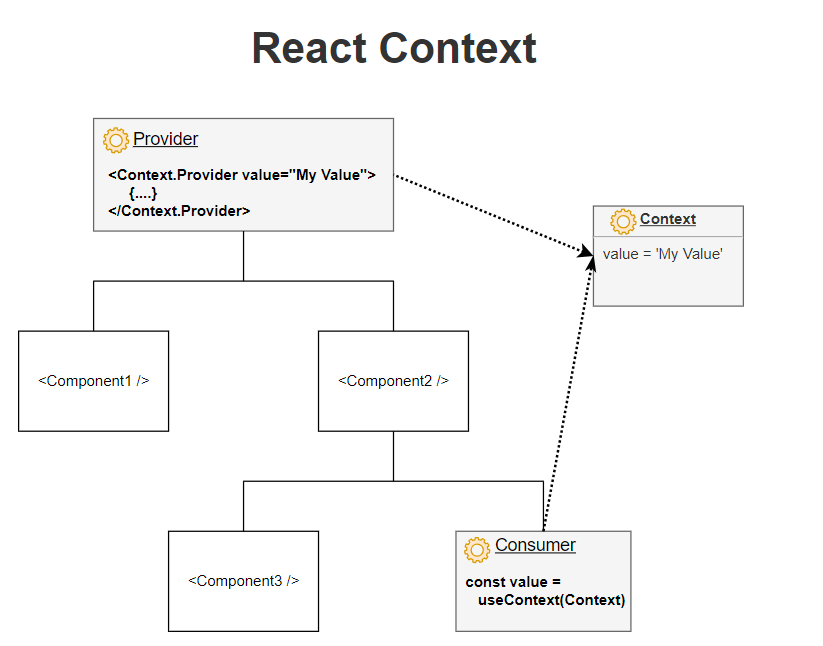 React Context
Provider
<Context.Provider value="My Value">
{....}
</Context.Provider>
Context
value = 'My Value'
<Component1 />
<Component2 />
<Component3 />
Consumer
const value =
useContext(Context)